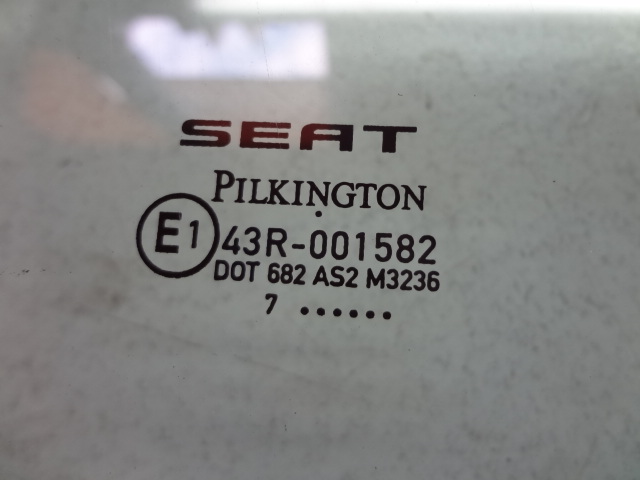 SEAT
PILKINGTON
E1 43R-001582
DOT 682 AS2 M3236
7 ......